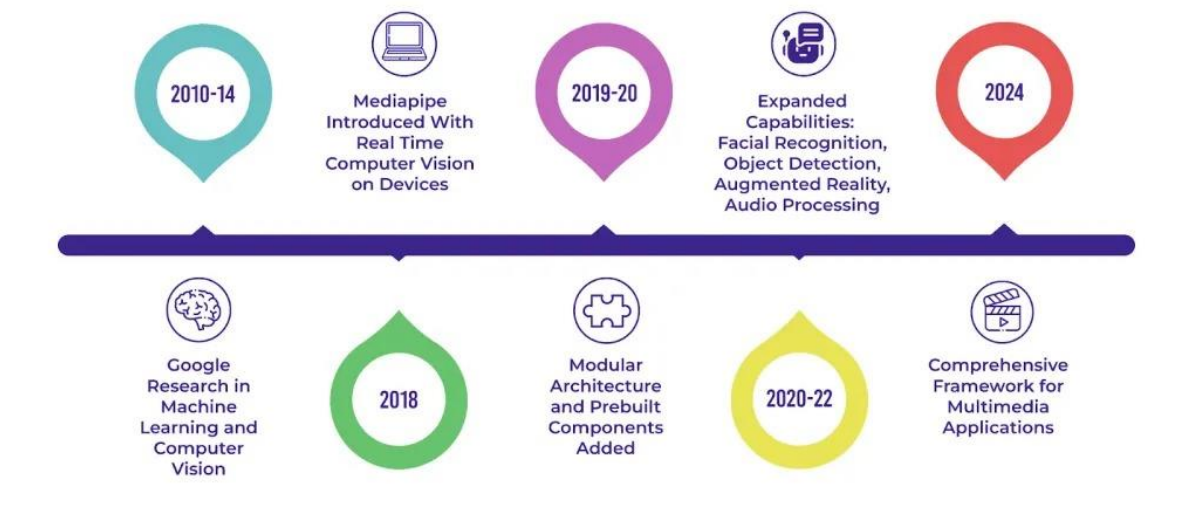 2010-14
Google
Research in
Machine
Learning and
Computer
Vision
Mediapipe
Introduced With
Real Time
Computer Vision
on Devices
2018
2019-20
Modular
Architecture
and Prebuilt
Components
Added
Expanded
Capabilities:
Facial Recognition,
Object Detection,
Augmented Reality,
Audio Processing
2020-22
2024
Comprehensive
Framework for
Multimedia
Applications